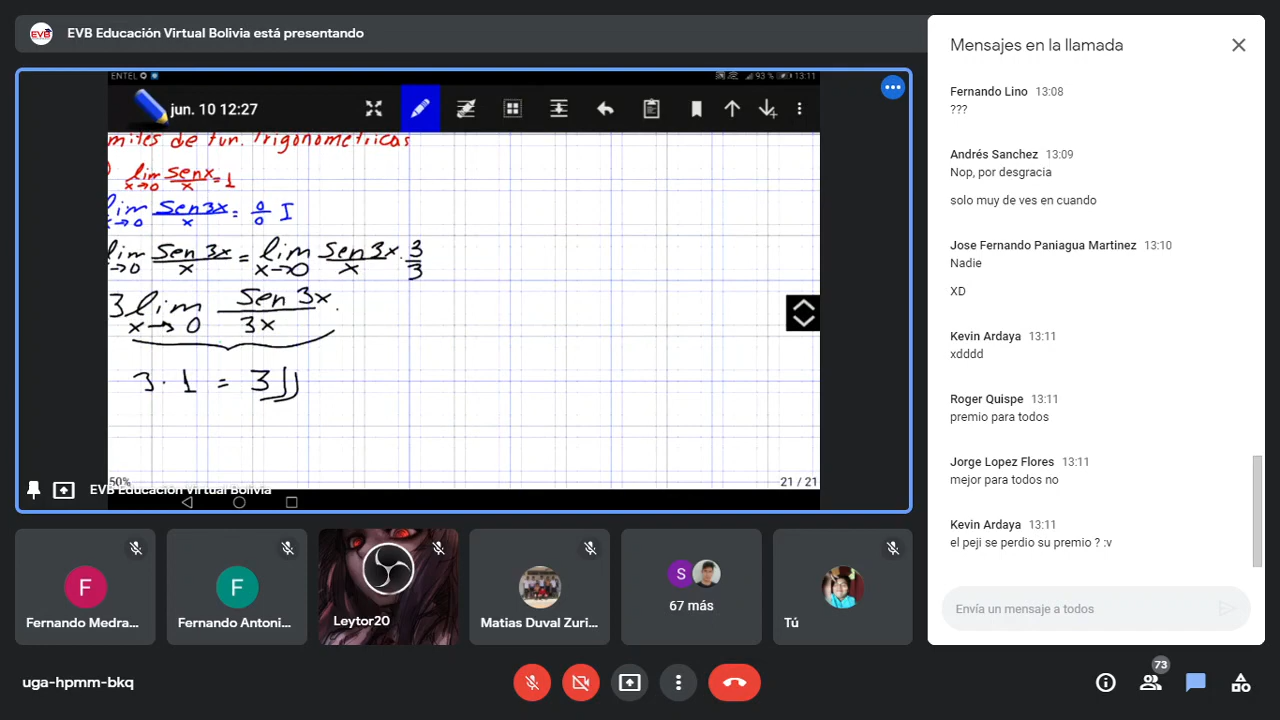 EVB Educación Virtual Bolivia está presentando
ENTEL
93 % 13:11
jun. 10 12:27
mites de fun. Trigonometricas
lim x→0 senx/x = 1
lim x→0 Sen3x/x = 0/0 I
lim x→0 Sen 3x/x = lim x→0 Sen3x/x · 3/3
3 lim x→0 Sen 3x/3x
3 · 1 = 3
50%
21 / 21
EVB Educación Virtual Bolivia
F
Fernando Medra...
F
Fernando Antoni...
Leytor20
Matias Duval Zuri...
S
67 más
Tú
uga-hpmm-bkq
Mensajes en la llamada
Fernando Lino 13:08
???
Andrés Sanchez 13:09
Nop, por desgracia
solo muy de ves en cuando
Jose Fernando Paniagua Martinez 13:10
Nadie
XD
Kevin Ardaya 13:11
xdddd
Roger Quispe 13:11
premio para todos
Jorge Lopez Flores 13:11
mejor para todos no
Kevin Ardaya 13:11
el peji se perdio su premio ? :v
Envía un mensaje a todos
73